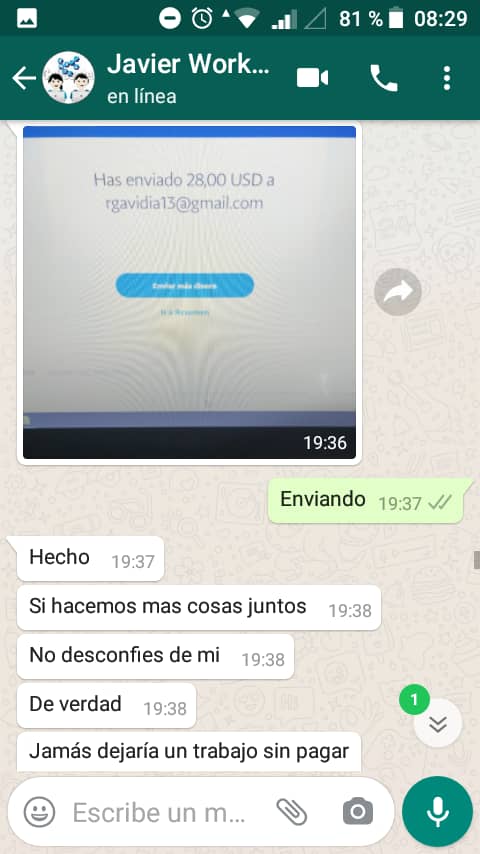 81 % 08:29
Javier Work...
en línea
Has enviado 28,00 USD a
rgavidia13@gmail.com
Enviar más dinero
Ir a Resumen
19:36
Enviando 19:37
Hecho 19:37
Si hacemos mas cosas juntos 19:38
No desconfies de mi 19:38
De verdad 19:38
1
Jamás dejaría un trabajo sin pagar
Escribe un m...